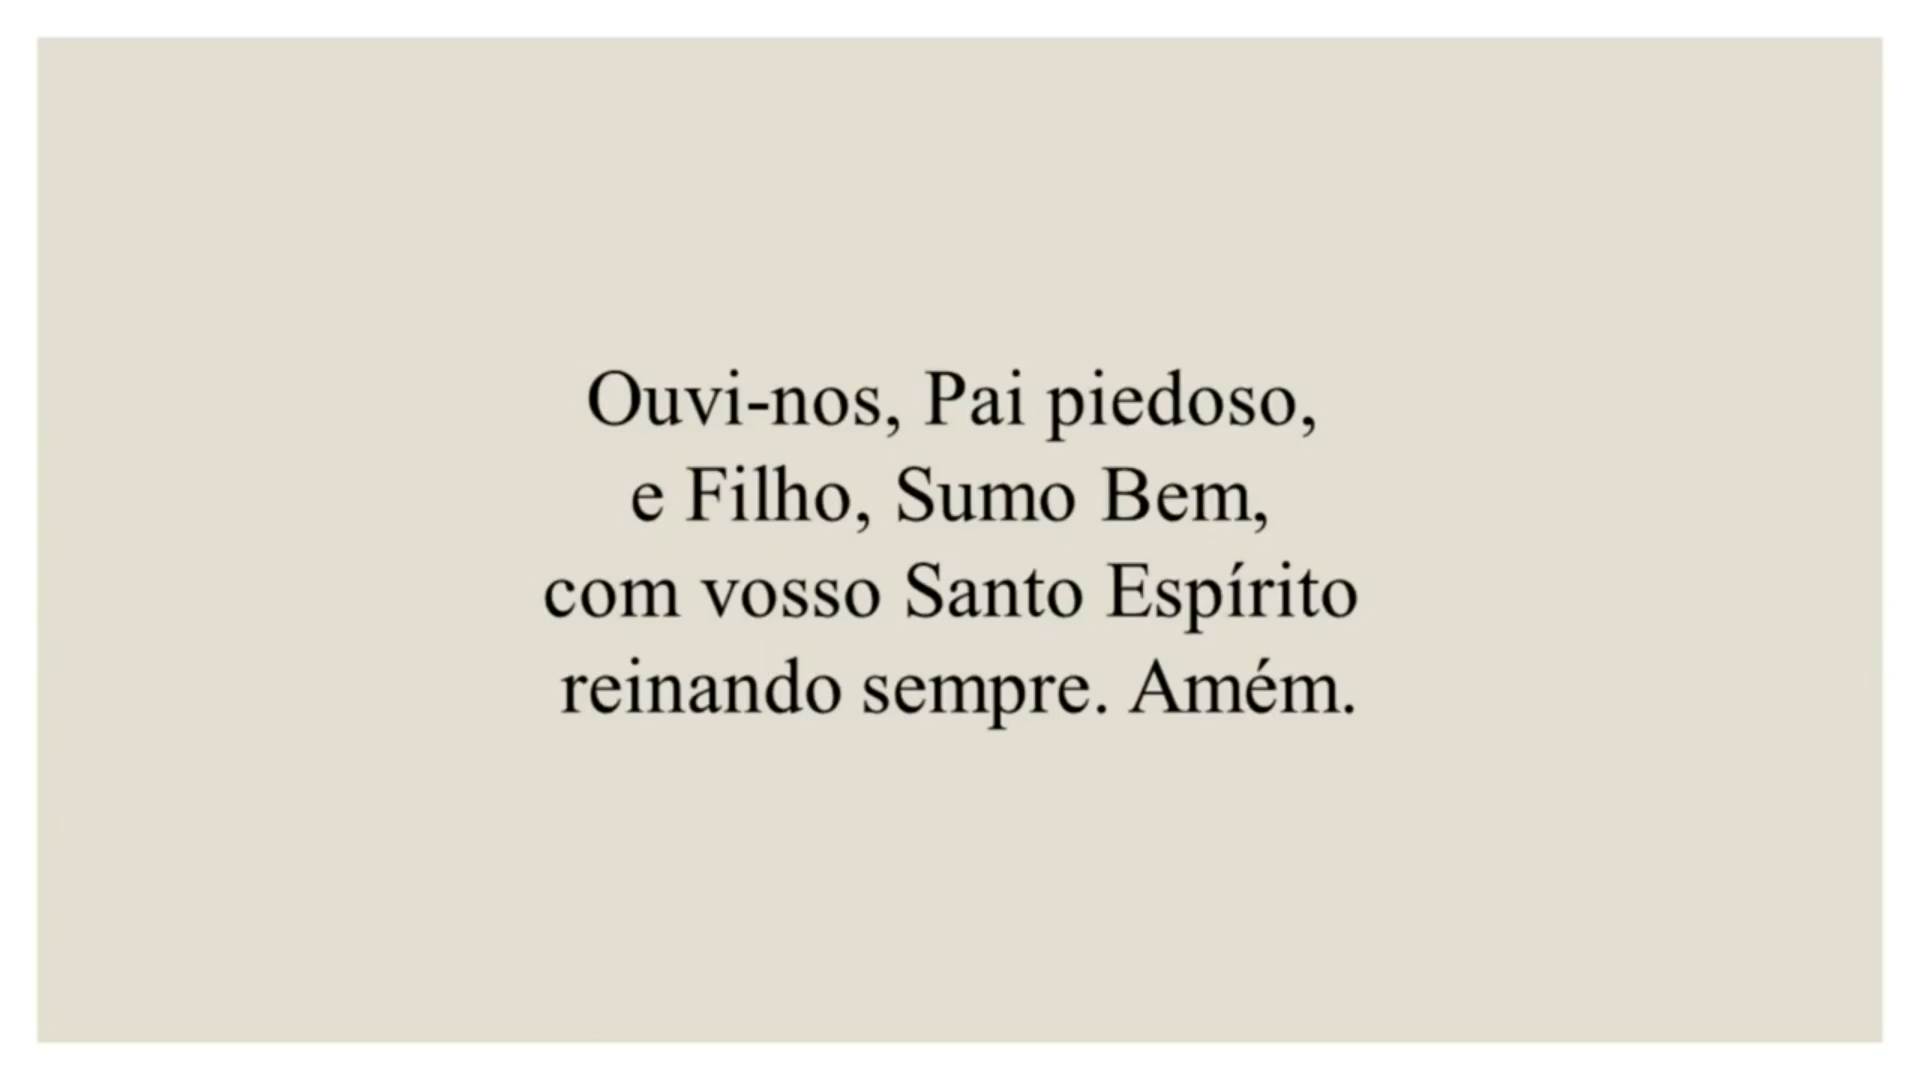 Ouvi-nos, Pai piedoso,
e Filho, Sumo Bem,
com vosso Santo Espírito
reinando sempre. Amém.